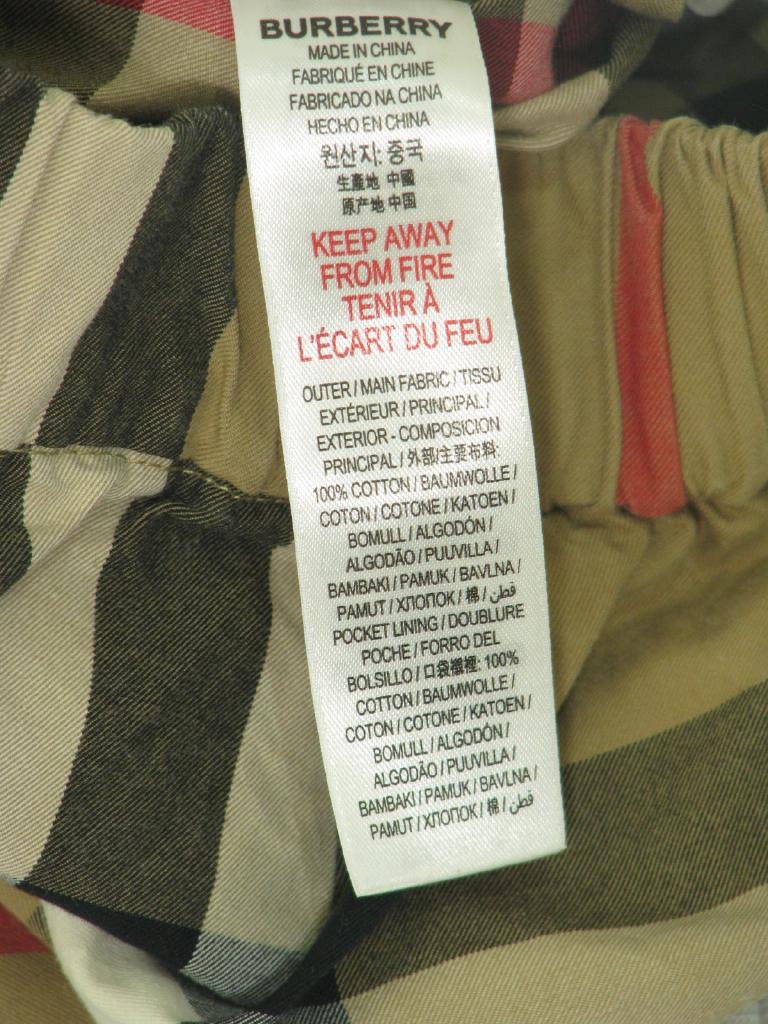 BURBERRY
MADE IN CHINA
FABRIQUÉ EN CHINE
FABRICADO NA CHINA
HECHO EN CHINA
원산지: 중국
生產地 中國
原产地 中国
KEEP AWAY
FROM FIRE
TENIR À
L'ÉCART DU FEU
OUTER / MAIN FABRIC / TISSU
EXTÉRIEUR / PRINCIPAL /
EXTERIOR - COMPOSICION
PRINCIPAL / 外部/主要布料:
100% COTTON / BAUMWOLLE /
COTON / COTONE / KATOEN /
BOMULL / ALGODÓN /
ALGODÃO / PUUVILLA /
BAMBAKI / PAMUK / BAVLNA /
PAMUT / ХЛОПОК / 棉 / قطن
POCKET LINING / DOUBLURE
POCHE / FORRO DEL
BOLSILLO / 口袋襯裡: 100%
COTTON / BAUMWOLLE /
COTON / COTONE / KATOEN /
BOMULL / ALGODÓN /
ALGODÃO / PUUVILLA /
BAMBAKI / PAMUK / BAVLNA /
PAMUT / ХЛОПОК / 棉 / قطن